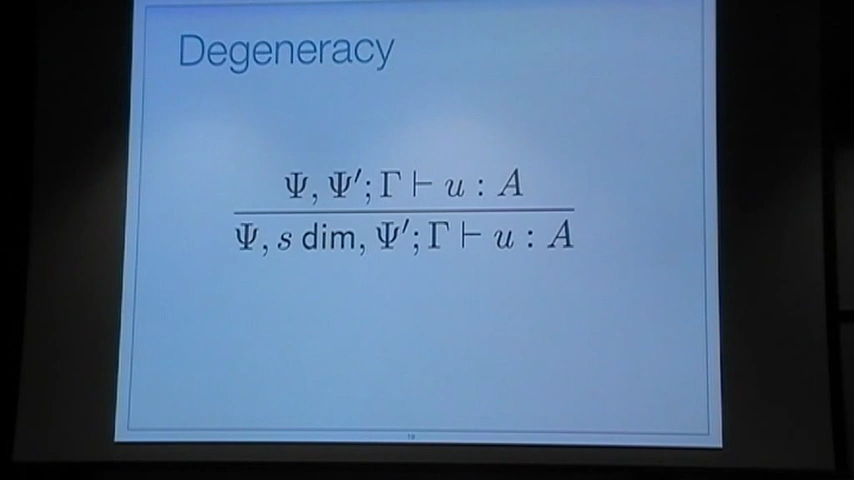 Degeneracy
Ψ, Ψ′; Γ ⊢ u : A
Ψ, s dim, Ψ′; Γ ⊢ u : A